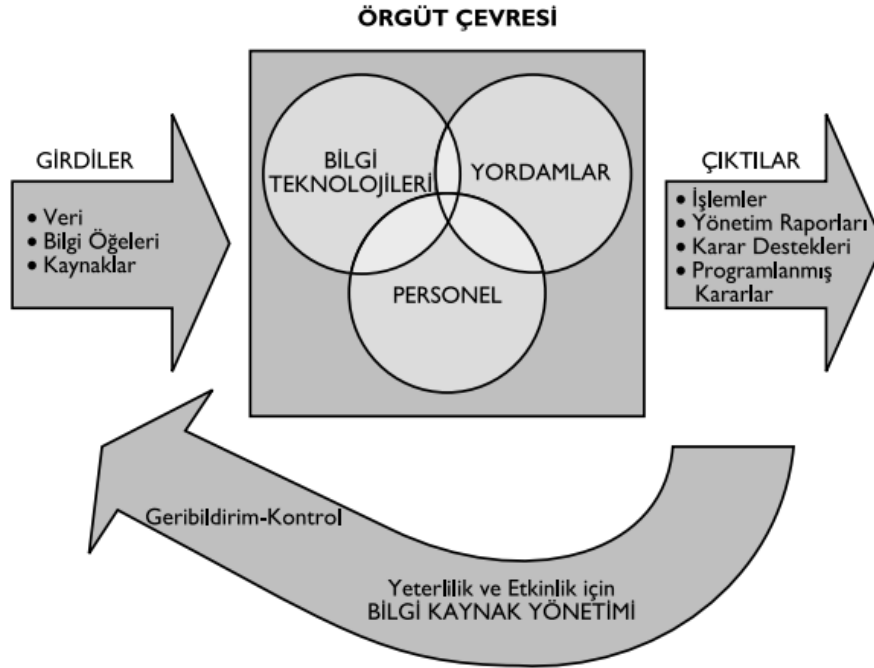 ÖRGÜT ÇEVRESİ
GİRDİLER
• Veri
• Bilgi Öğeleri
• Kaynaklar
BİLGİ
TEKNOLOJİLERİ
YORDAMLAR
PERSONEL
ÇIKTILAR
• İşlemler
• Yönetim Raporları
• Karar Destekleri
• Programlanmış
Kararlar
Geribildirim-Kontrol
Yeterlilik ve Etkinlik için
BİLGİ KAYNAK YÖNETİMİ